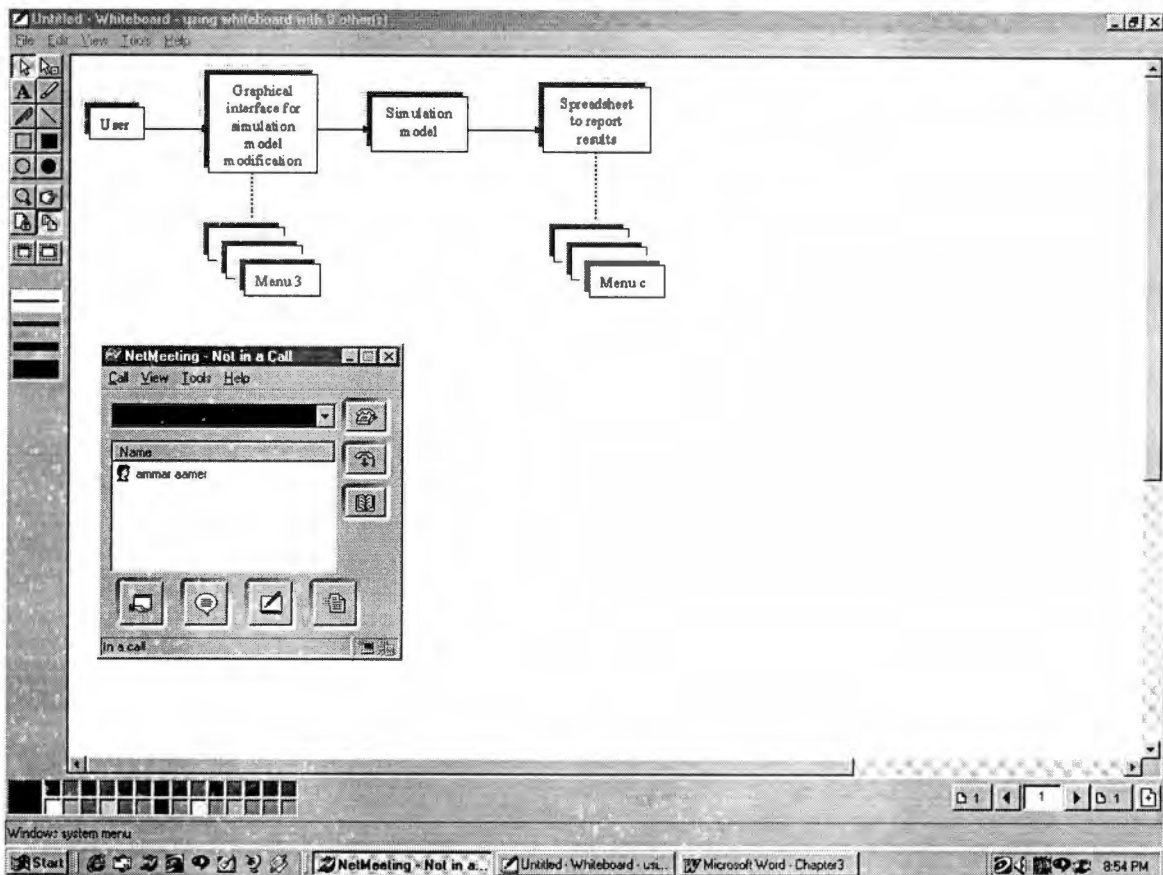 Untitled - Whiteboard - using whiteboard with 0 other(s)
File Edit View Tools Help
A
User
Graphical
interface for
simulation
model
modification
Simulation
model
Spreadsheet
to report
results
Menu 3
Menu c
NetMeeting - Not in a Call
Call View Tools Help
Name
ammar aamer
in a call
1 1 1
Windows system menu
Start NetMeeting - Not in a... Untitled - Whiteboard - usi... Microsoft Word - Chapter3 8:54 PM